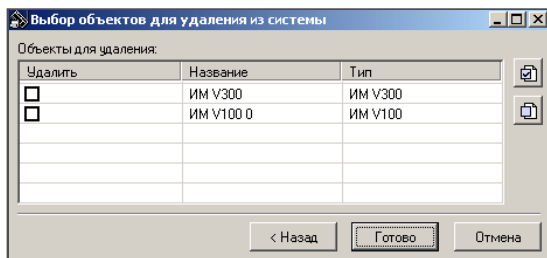 Выбор объектов для удаления из системы
Объекты для удаления:
Удалить Название Тип
ИМ V300 ИМ V300
ИМ V100 0 ИМ V100
< Назад Готово Отмена